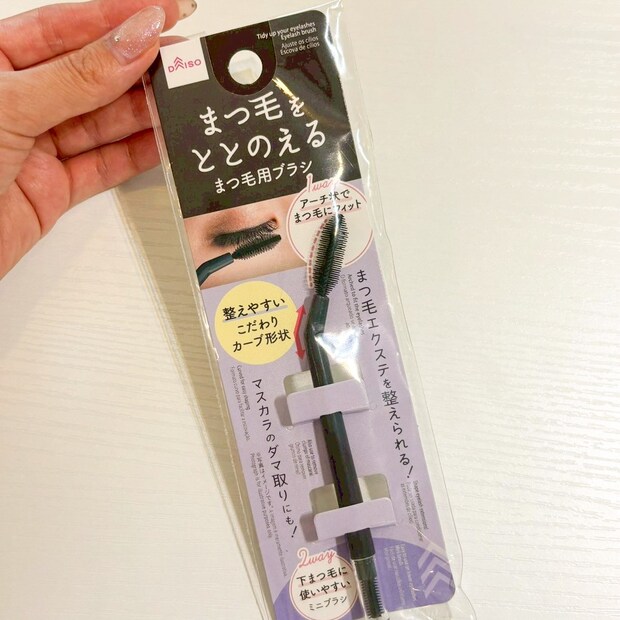 DAISO
Tidy up your eyelashes
Eyelash brush
Ajuste os cílios
Escova de cílios
まつ毛を
ととのえる
まつ毛用ブラシ
1way
アーチ状で
まつ毛にフィット
整えやすい
こだわり
カーブ形状
まつ毛エクステを整えられる!
マスカラのダマ取りにも!
2way
下まつ毛に
使いやすい
ミニブラシ